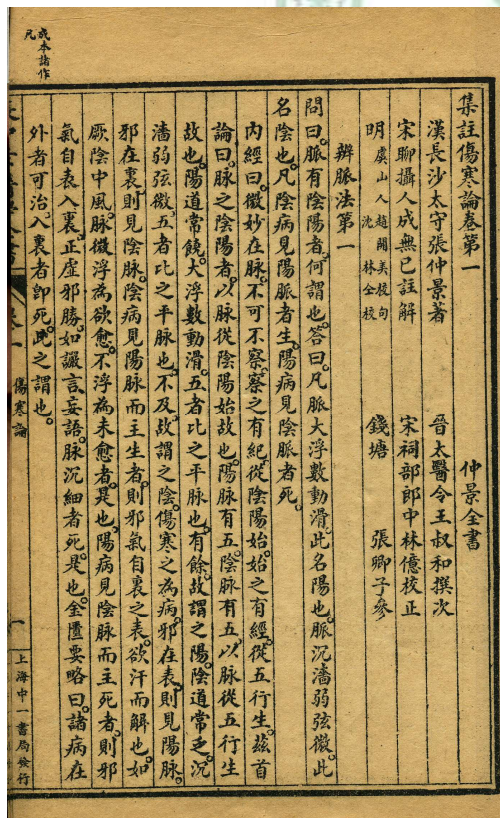 成本諸作
凡
集註傷寒論卷第一
仲景全書
漢長沙太守張仲景著
晉太醫令王叔和撰次
宋聊攝人成無已註解
宋祠部郎中林億校正
明
虞山人趙開美校句
沈 林全校
錢塘 張卿子參
辨脈法第一
問曰。脈有陰陽者。何謂也。答曰。凡脈大浮數動滑。此名陽也。脈沉濇弱弦微。此
名陰也。凡陰病見陽脈者生。陽病見陰脈者死。
內經曰。微妙在脈。不可不察。察之有紀。從陰陽始。始之有經。從五行生。茲首
論曰。脈之陰陽者。以脈從陰陽始故也。陽脈有五。陰脈有五。以脈從五行生
故也。陽道常饒。大浮數動滑。五者比之平脈也。有餘。故謂之陽。陰道常乏。沉
濇弱弦微。五者比之平脈也。不及。故謂之陰。傷寒之為病。邪在表。則見陽脈。
邪在裏。則見陰脈。陰病見陽脈而主生者。則邪氣自裏之表。欲汗而解也。如
厥陰中風。脈微浮為欲愈。不浮為未愈者。是也。陽病見陰脈而主死者。則邪
氣自表入裏。正虛邪勝。如讝言妄語。脈沉細者死。是也。金匱要略曰。諸病在
外者可治。入裏者卽死。此之謂也。
傷寒論
一
上海中一書局發行